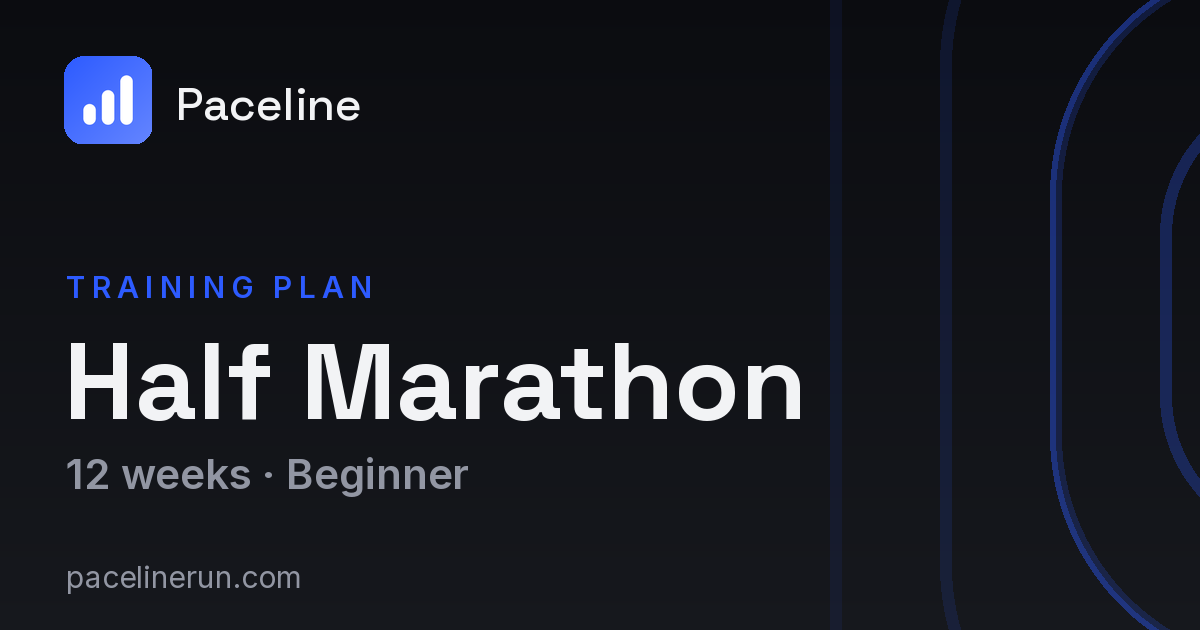 Paceline
TRAINING PLAN
Half Marathon
12 weeks · Beginner
pacelinerun.com